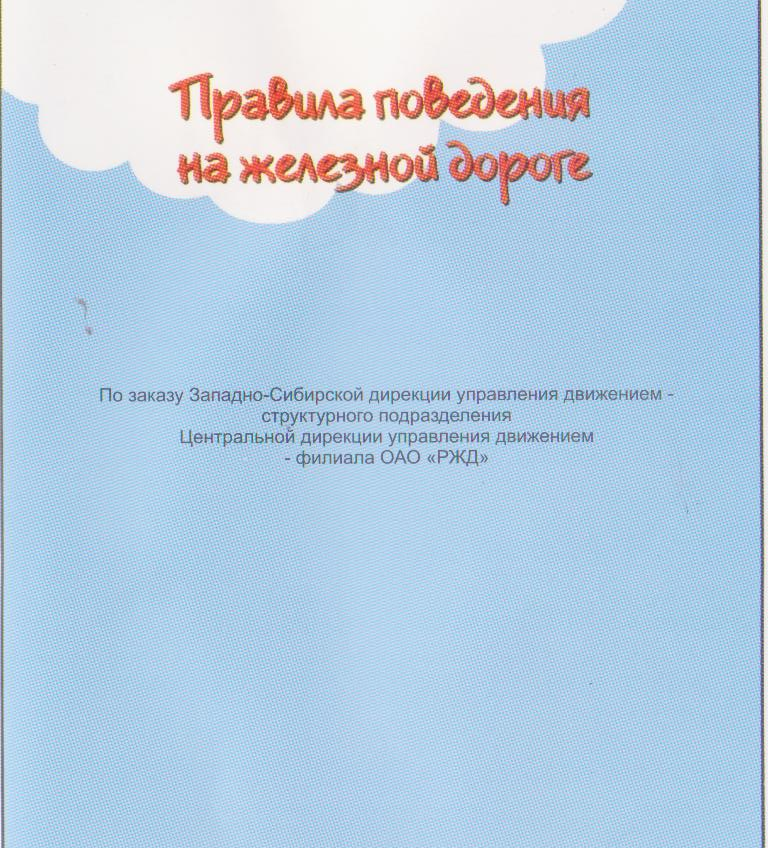 Правила поведения
на железной дороге
По заказу Западно-Сибирской дирекции управления движением -
структурного подразделения
Центральной дирекции управления движением
- филиала ОАО «РЖД»